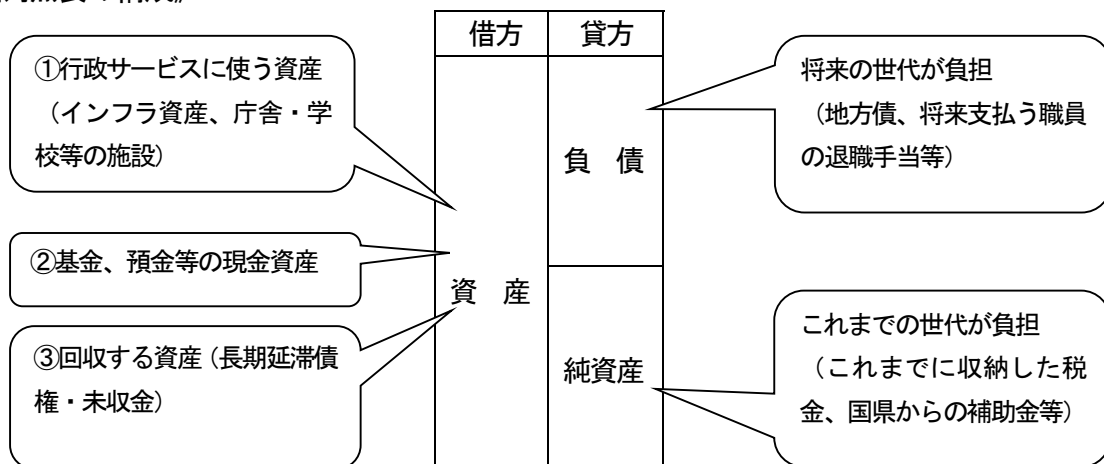 借方 貸方
①行政サービスに使う資産
（インフラ資産、庁舎・学
校等の施設）
②基金、預金等の現金資産
③回収する資産（長期延滞債
権・未収金）
資 産
負 債
純資産
将来の世代が負担
（地方債、将来支払う職員
の退職手当等）
これまでの世代が負担
（これまでに収納した税
金、国県からの補助金等）